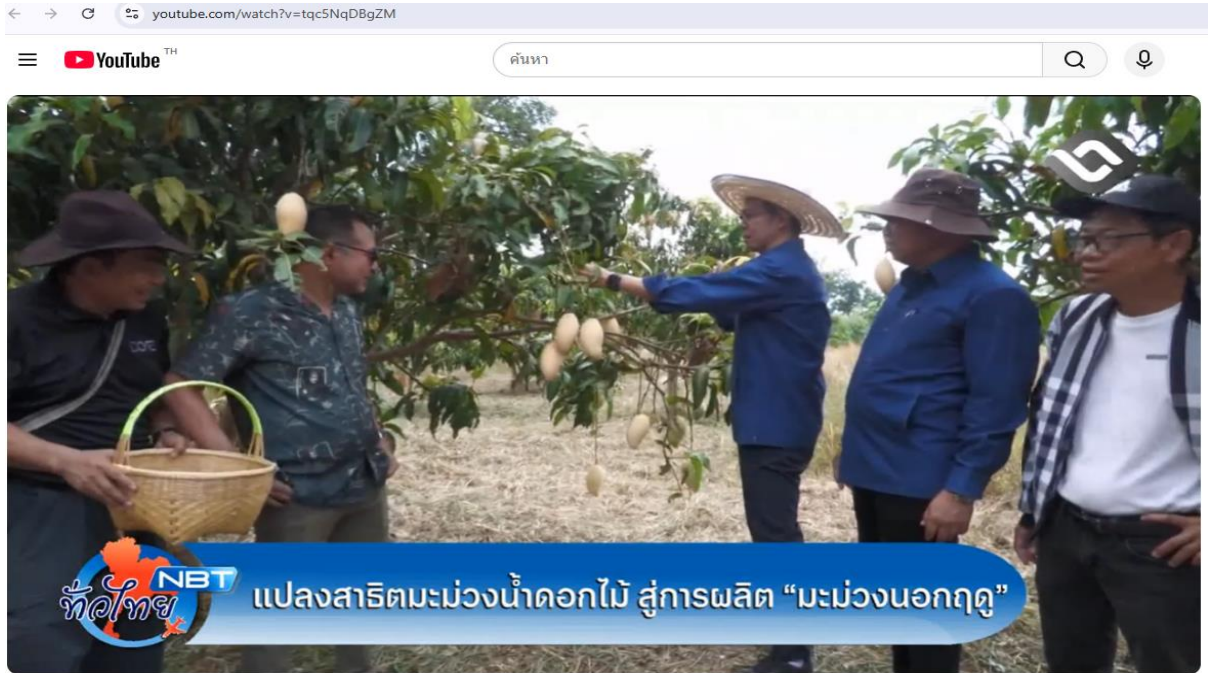 youtube.com/watch?v=tqc5NqDBgZM
YouTube TH
ค้นหา
NBT
ทั่วไทย
แปลงสาธิตมะม่วงน้ำดอกไม้ สู่การผลิต “มะม่วงนอกฤดู”